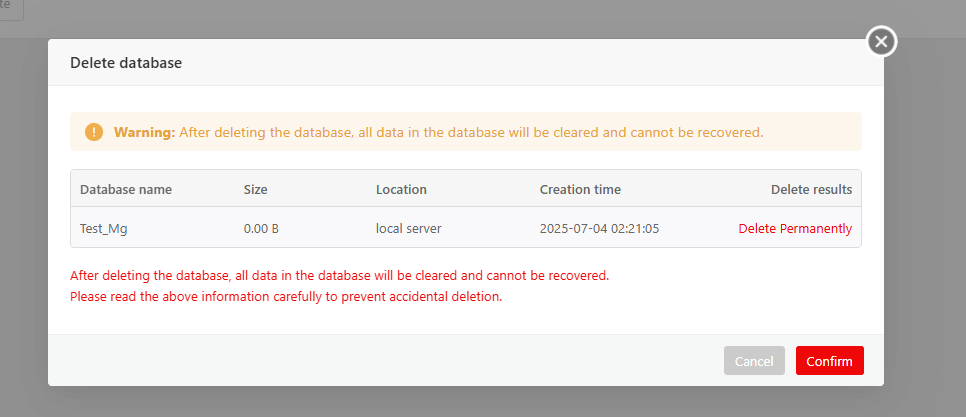 Delete database
Warning: After deleting the database, all data in the database will be cleared and cannot be recovered.
Database name Size Location Creation time Delete results
Test_Mg 0.00 B local server 2025-07-04 02:21:05 Delete Permanently
After deleting the database, all data in the database will be cleared and cannot be recovered.
Please read the above information carefully to prevent accidental deletion.
Cancel Confirm